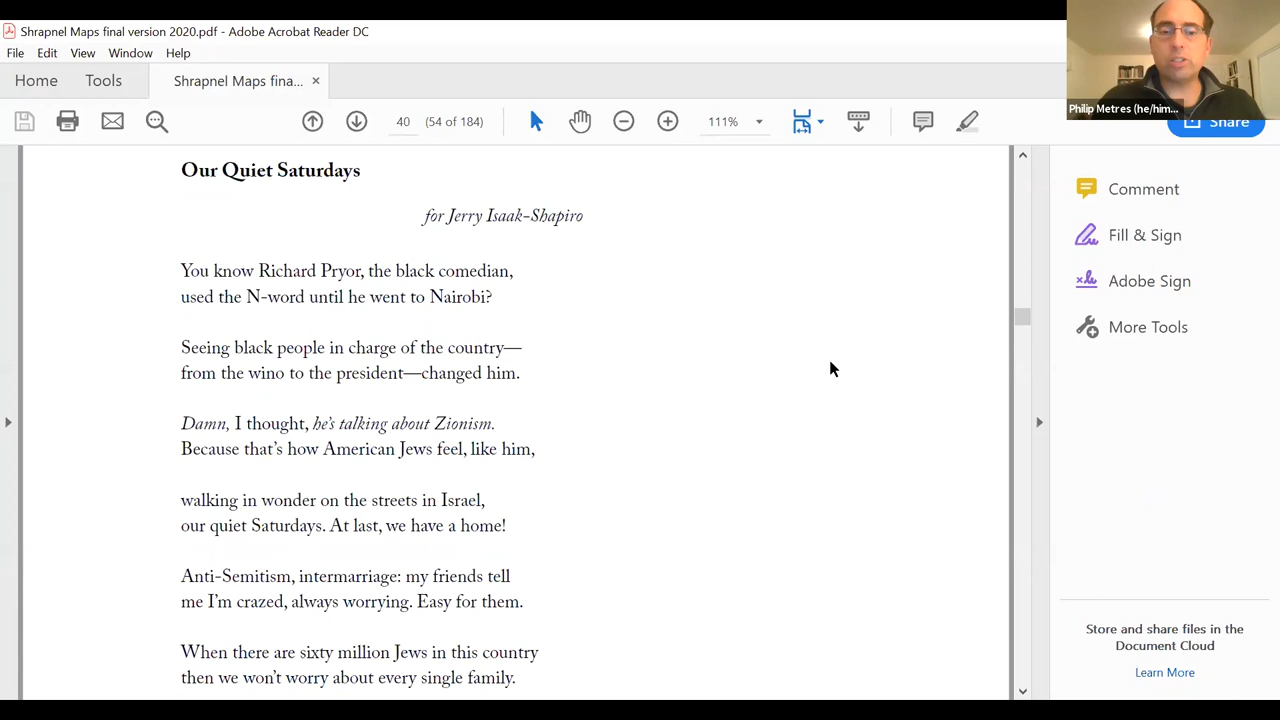 Shrapnel Maps final version 2020.pdf - Adobe Acrobat Reader DC
File Edit View Window Help
Home Tools Shrapnel Maps fina... ×
40 (54 of 184) 111%
Philip Metres (he/him...
Share
Our Quiet Saturdays
for Jerry Isaak-Shapiro
You know Richard Pryor, the black comedian,
used the N-word until he went to Nairobi?
Seeing black people in charge of the country—
from the wino to the president—changed him.
Damn, I thought, he's talking about Zionism.
Because that's how American Jews feel, like him,
walking in wonder on the streets in Israel,
our quiet Saturdays. At last, we have a home!
Anti-Semitism, intermarriage: my friends tell
me I'm crazed, always worrying. Easy for them.
When there are sixty million Jews in this country
then we won't worry about every single family.
Comment
Fill & Sign
Adobe Sign
More Tools
Store and share files in the
Document Cloud
Learn More